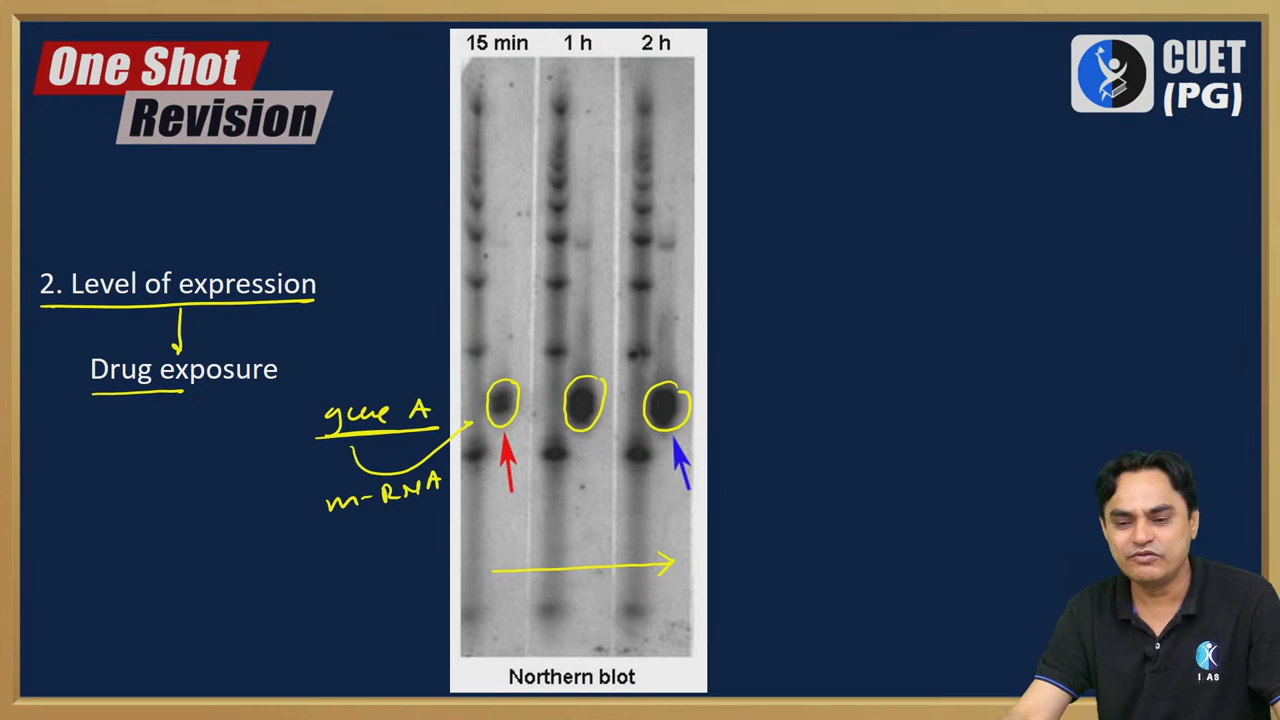 One Shot
Revision
15 min 1 h 2 h
CUET
(PG)
2. Level of expression
Drug exposure
gene A
m-RNA
Northern blot
I AS